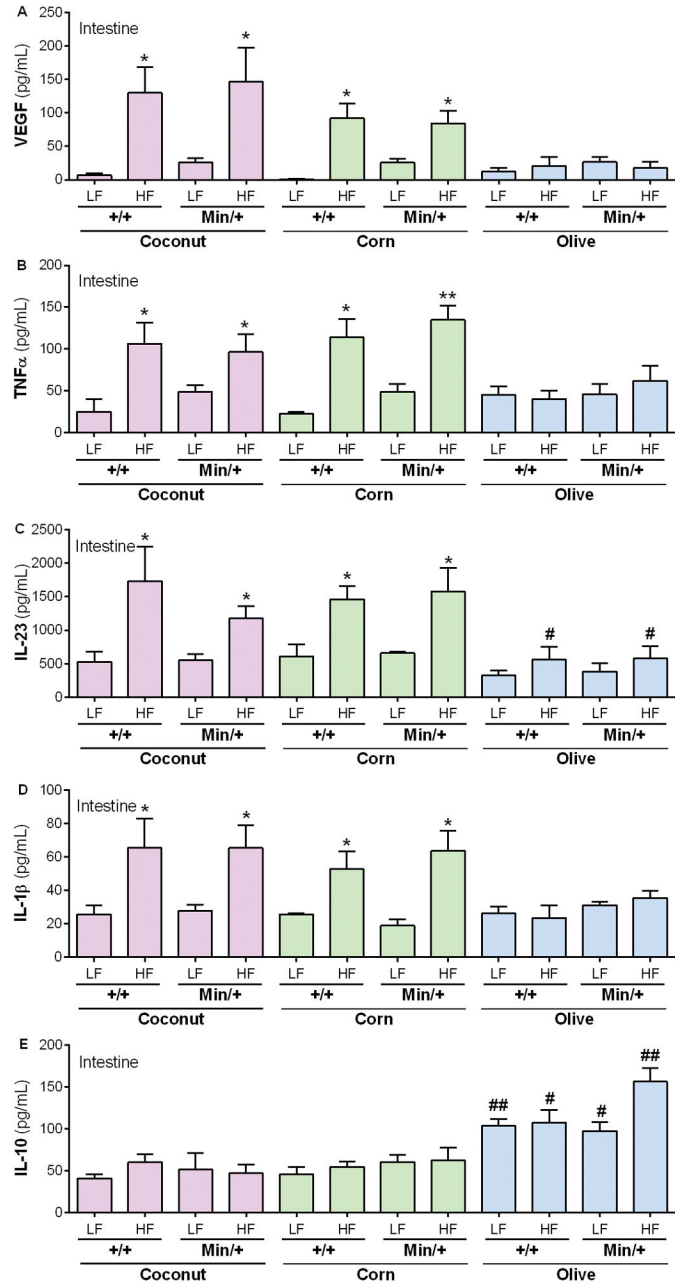 A
Intestine
VEGF (pg/mL)
250
200
150
100
50
0
* * * *
LF HF LF HF LF HF LF HF LF HF LF HF
+/+ Min/+ +/+ Min/+ +/+ Min/+
Coconut Corn Olive
B
Intestine
TNFα (pg/mL)
200
150
100
50
0
* * * **
LF HF LF HF LF HF LF HF LF HF LF HF
+/+ Min/+ +/+ Min/+ +/+ Min/+
Coconut Corn Olive
C
Intestine
IL-23 (pg/mL)
2500
2000
1500
1000
500
0
* * * * # #
LF HF LF HF LF HF LF HF LF HF LF HF
+/+ Min/+ +/+ Min/+ +/+ Min/+
Coconut Corn Olive
D
Intestine
IL-1β (pg/mL)
100
80
60
40
20
0
* * * *
LF HF LF HF LF HF LF HF LF HF LF HF
+/+ Min/+ +/+ Min/+ +/+ Min/+
Coconut Corn Olive
E
Intestine
IL-10 (pg/mL)
200
150
100
50
0
## # # ##
LF HF LF HF LF HF LF HF LF HF LF HF
+/+ Min/+ +/+ Min/+ +/+ Min/+
Coconut Corn Olive